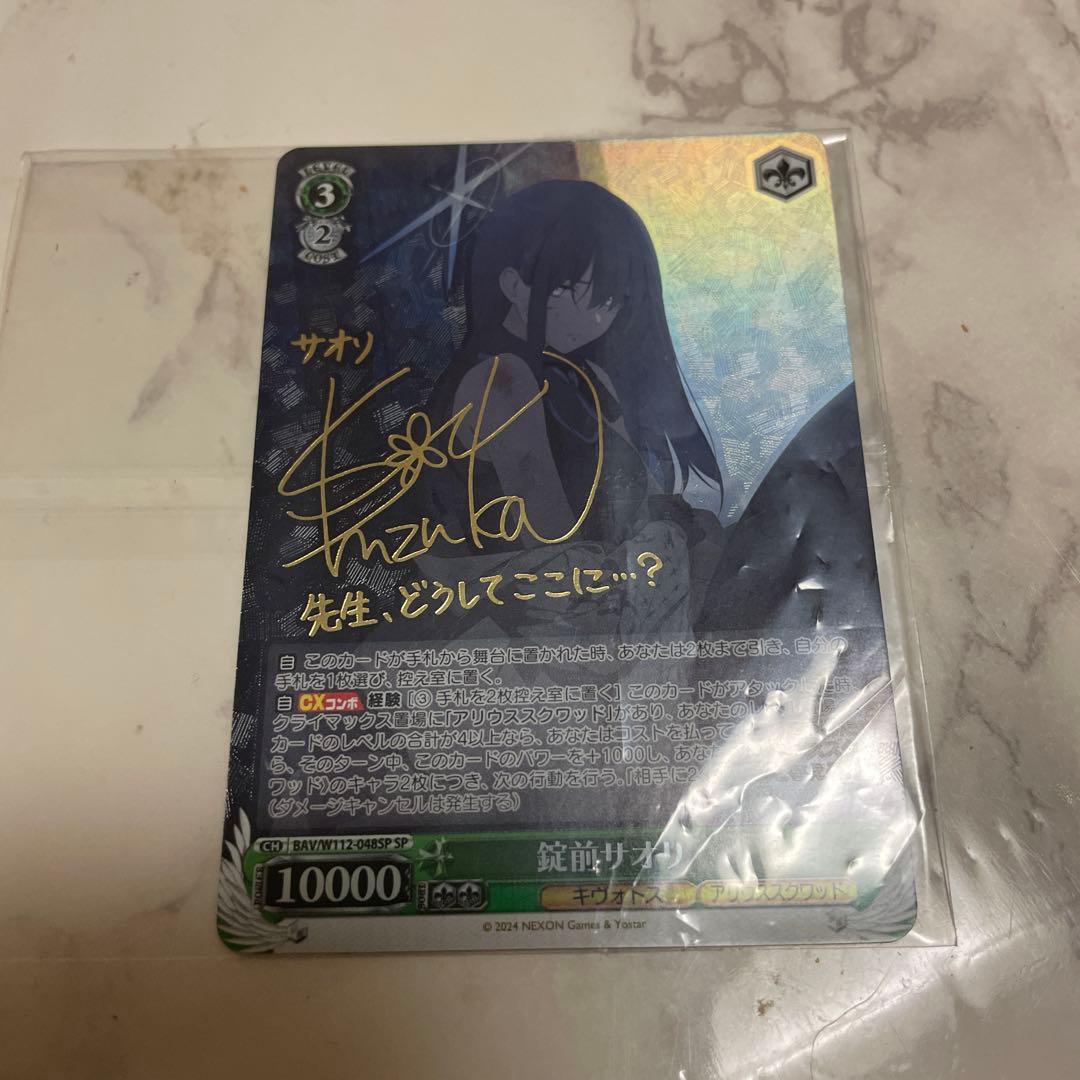 LEVEL
3
2
COST
サオリ
Shizuka
先生、どうしてここに…?
自 このカードが手札から舞台に置かれた時、あなたは2枚まで引き、自分の
手札を1枚選び、控え室に置く。
自 CXコンボ 経験 [③ 手札を2枚控え室に置く] このカードがアタックした時、
クライマックス置場に「アリウススクワッド」があり、あなたのレベル
カードのレベルの合計が4以上なら、あなたはコストを払って
ら、そのターン中、このカードのパワーを+1000し、あなた
ワッド》のキャラ2枚につき、次の行動を行う。『相手に2
(ダメージキャンセルは発生する)
CH BAV/W112-048SP SP
錠前サオリ
POWER 10000 SOUL
キヴォトス アリウススクワッド
© 2024 NEXON Games & Yostar